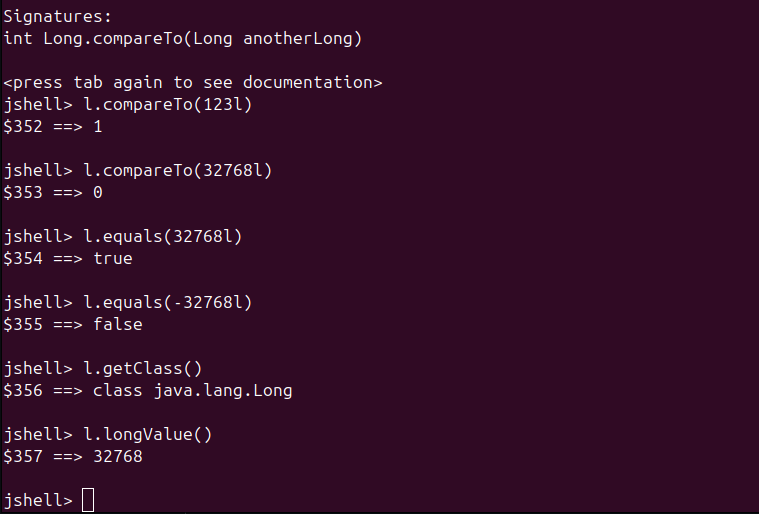 Signatures:
int Long.compareTo(Long anotherLong)
<press tab again to see documentation>
jshell> l.compareTo(123l)
$352 ==> 1
jshell> l.compareTo(32768l)
$353 ==> 0
jshell> l.equals(32768l)
$354 ==> true
jshell> l.equals(-32768l)
$355 ==> false
jshell> l.getClass()
$356 ==> class java.lang.Long
jshell> l.longValue()
$357 ==> 32768
jshell>